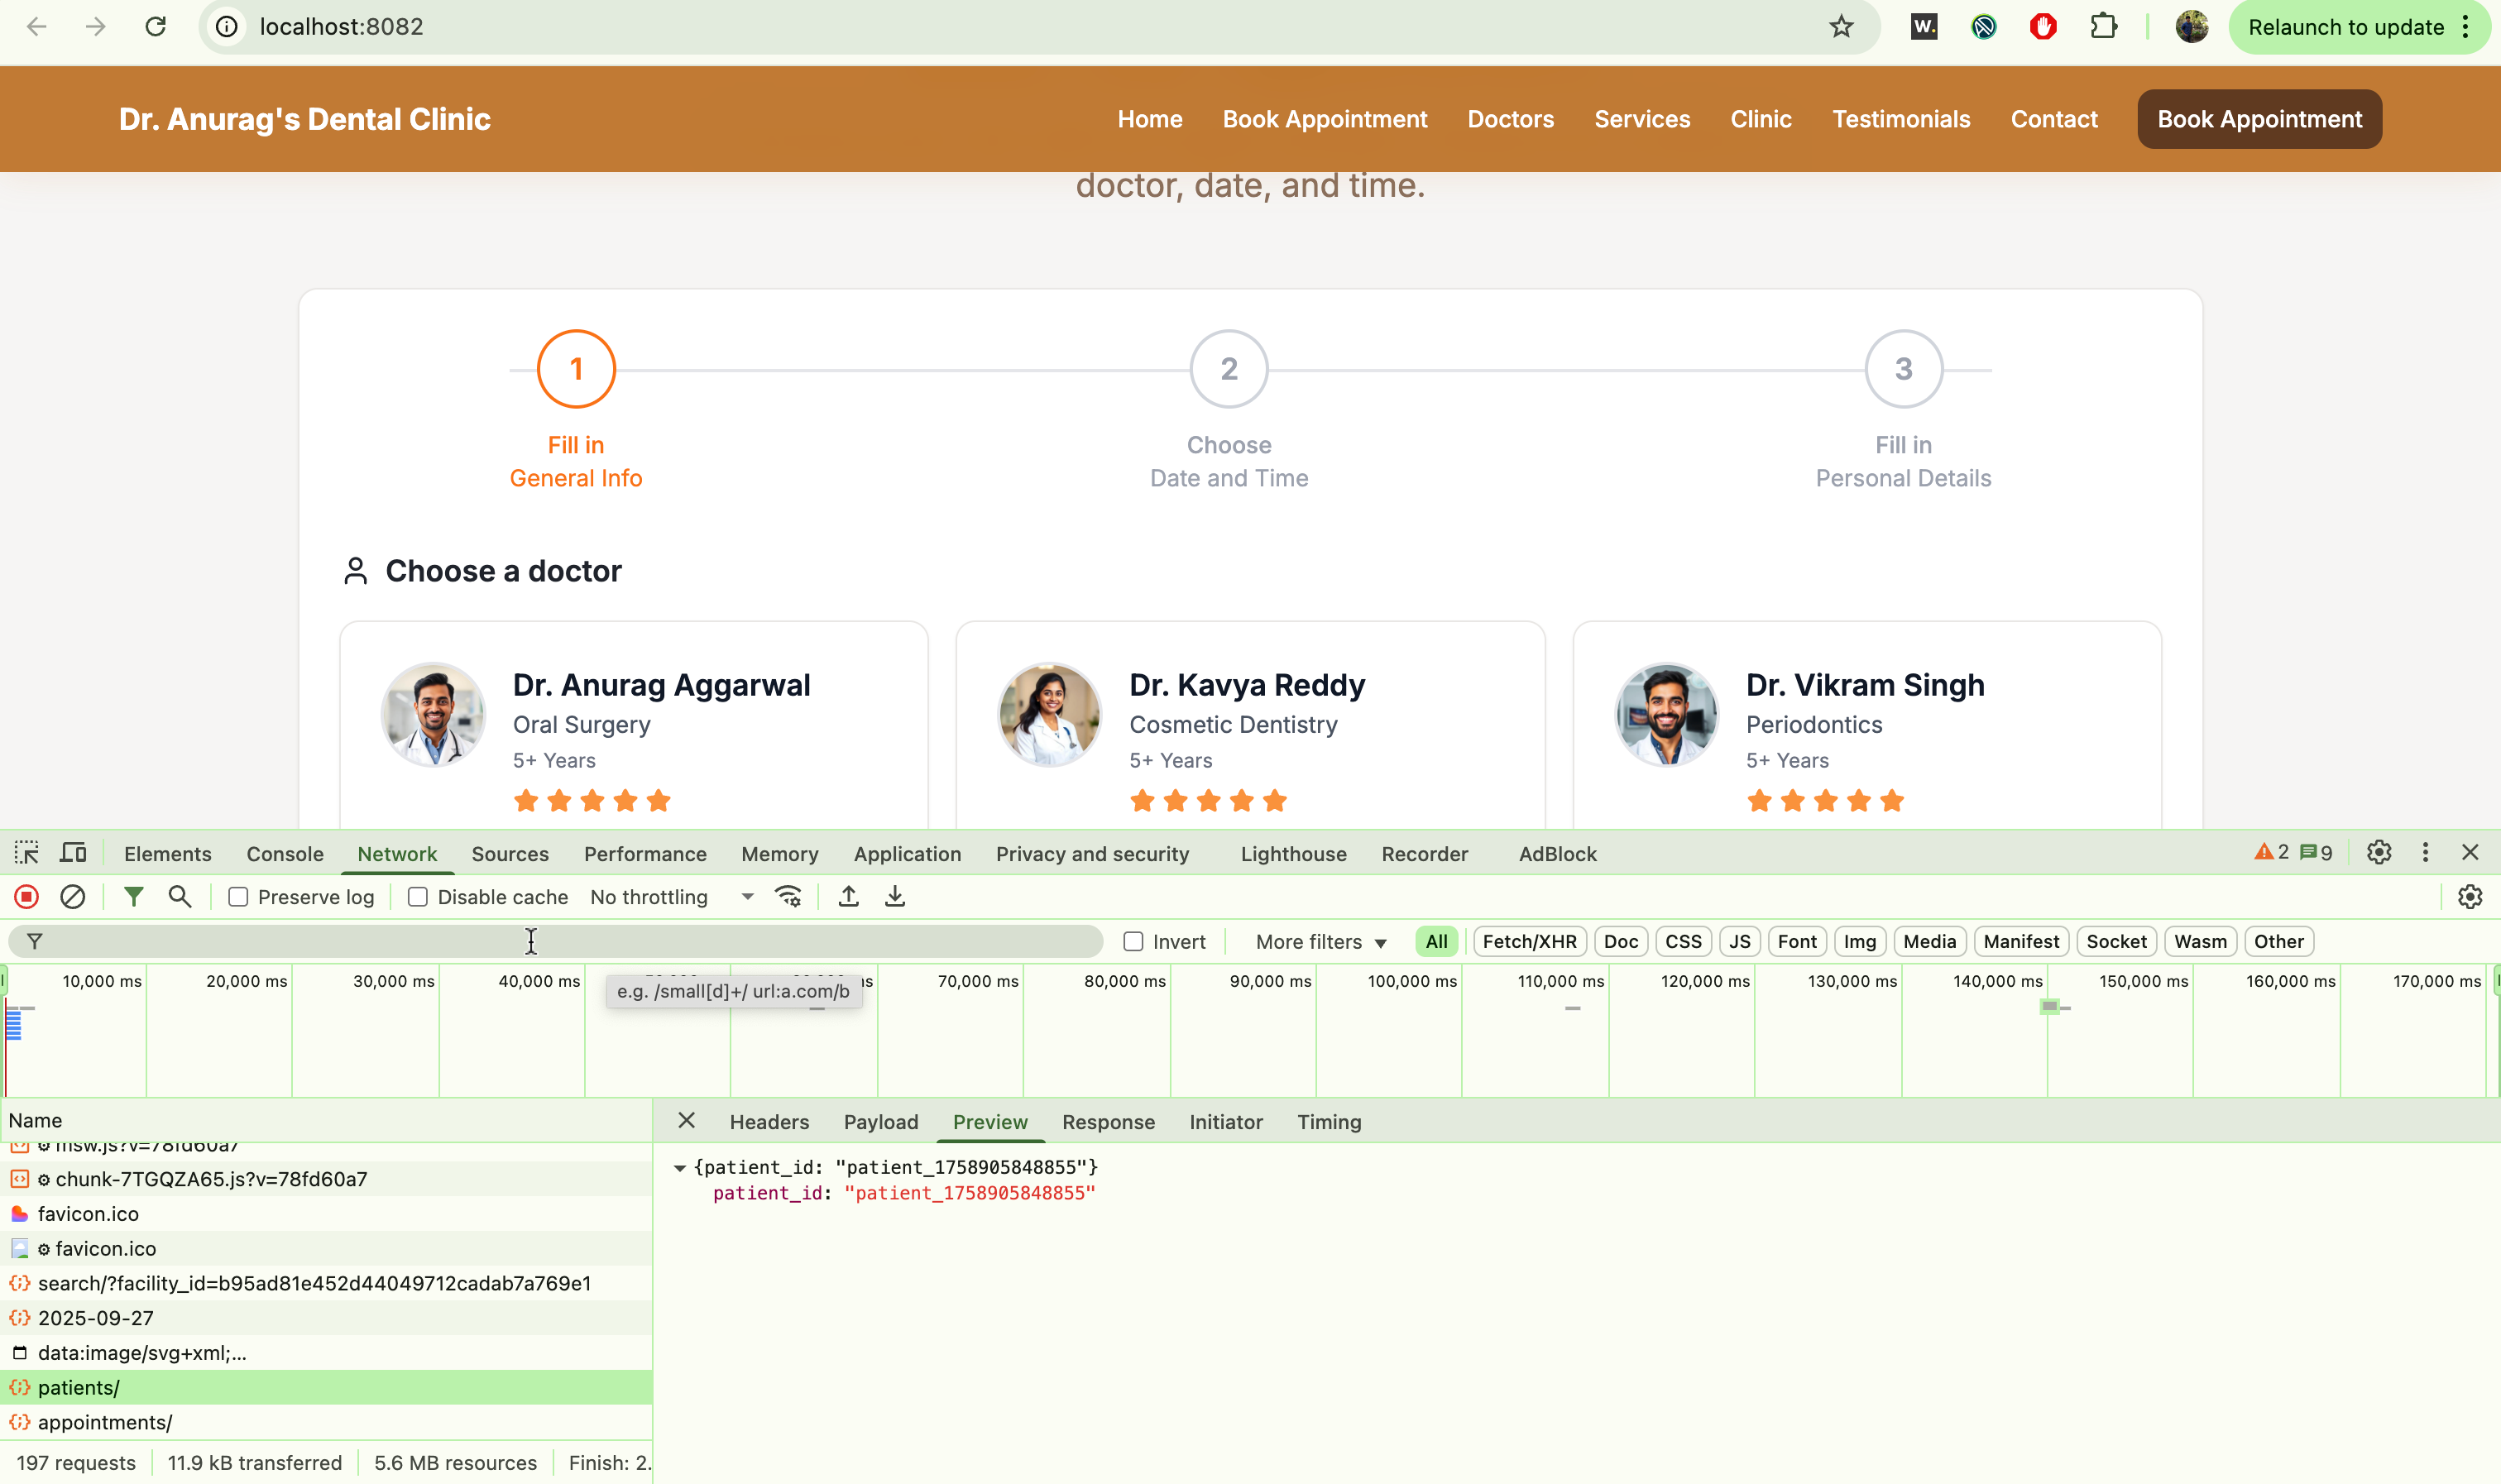 localhost:8082
W.
Relaunch to update
Dr. Anurag's Dental Clinic
Home
Book Appointment
Doctors
Services
Clinic
Testimonials
Contact
Book Appointment
doctor, date, and time.
1
2
3
Fill in
General Info
Choose
Date and Time
Fill in
Personal Details
Choose a doctor
Dr. Anurag Aggarwal
Oral Surgery
5+ Years
Dr. Kavya Reddy
Cosmetic Dentistry
5+ Years
Dr. Vikram Singh
Periodontics
5+ Years
Elements
Console
Network
Sources
Performance
Memory
Application
Privacy and security
Lighthouse
Recorder
AdBlock
2
9
Preserve log
Disable cache
No throttling
Invert
More filters
All
Fetch/XHR
Doc
CSS
JS
Font
Img
Media
Manifest
Socket
Wasm
Other
10,000 ms
20,000 ms
30,000 ms
40,000 ms
70,000 ms
80,000 ms
90,000 ms
100,000 ms
110,000 ms
120,000 ms
130,000 ms
140,000 ms
150,000 ms
160,000 ms
170,000 ms
e.g. /small[d]+/ url:a.com/b
Name
msw.js?v=78fd60a7
chunk-7TGQZA65.js?v=78fd60a7
favicon.ico
favicon.ico
search/?facility_id=b95ad81e452d44049712cadab7a769e1
2025-09-27
data:image/svg+xml;...
patients/
appointments/
197 requests
11.9 kB transferred
5.6 MB resources
Finish: 2.
Headers
Payload
Preview
Response
Initiator
Timing
{patient_id: "patient_1758905848855"}
patient_id: "patient_1758905848855"